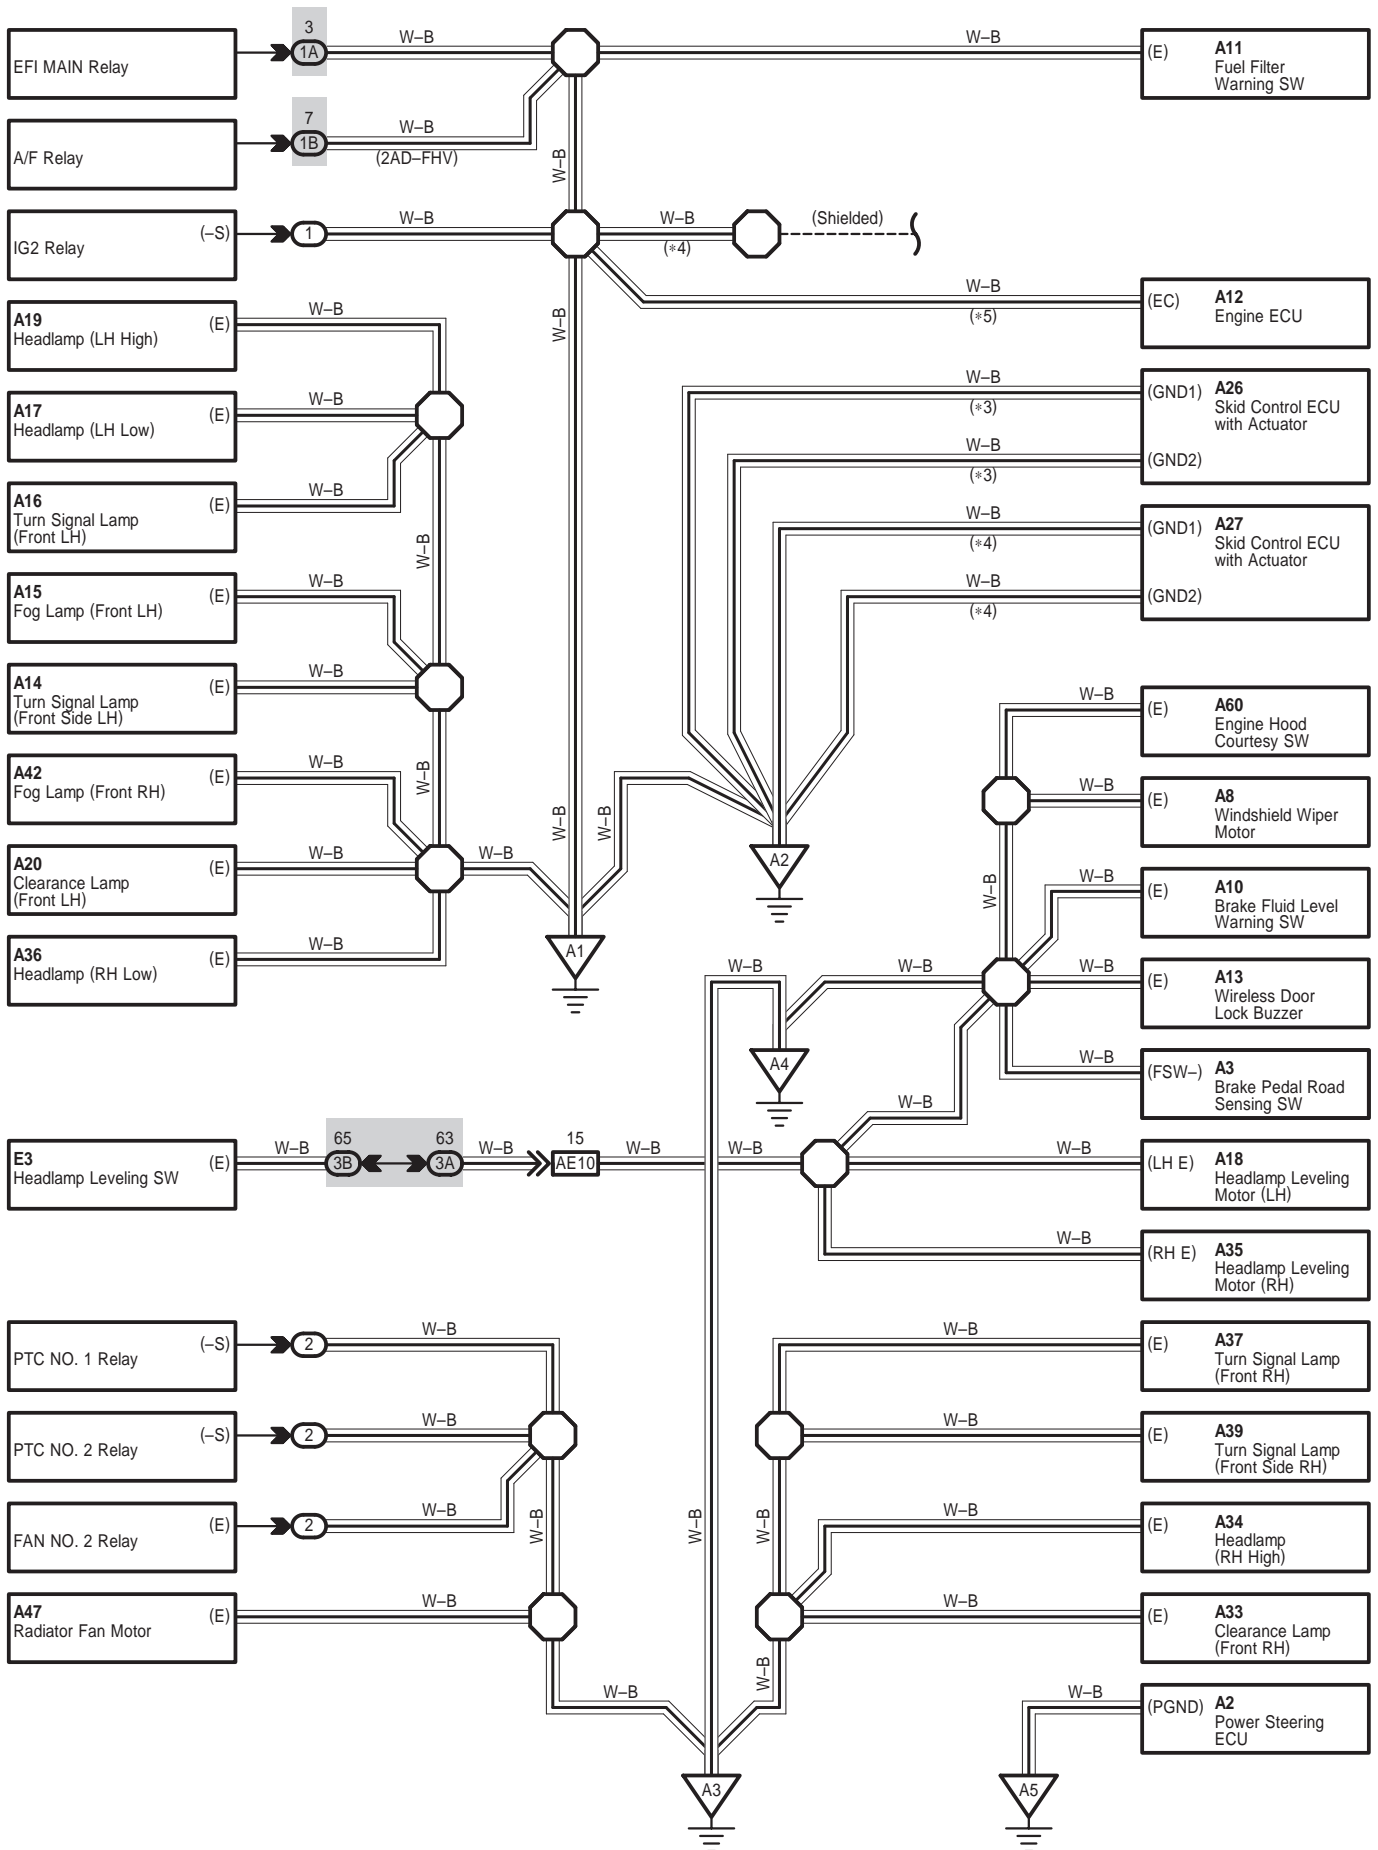 3
W–B
W–B
EFI MAIN Relay
1A
(E)
A11
Fuel Filter
Warning SW
7
W–B
A/F Relay
1B
(2AD–FHV)
W–B
IG2 Relay
(–S)
1
W–B
W–B
(∗4)
(Shielded)
W–B
(∗5)
(EC)
A12
Engine ECU
A19
Headlamp (LH High)
(E)
W–B
W–B
A17
Headlamp (LH Low)
(E)
W–B
W–B
(∗3)
(GND1)
A26
Skid Control ECU
with Actuator
W–B
(∗3)
(GND2)
A16
Turn Signal Lamp
(Front LH)
(E)
W–B
W–B
W–B
(∗4)
(GND1)
A27
Skid Control ECU
with Actuator
W–B
(∗4)
(GND2)
A15
Fog Lamp (Front LH)
(E)
W–B
A14
Turn Signal Lamp
(Front Side LH)
(E)
W–B
W–B
(E)
A60
Engine Hood
Courtesy SW
A42
Fog Lamp (Front RH)
(E)
W–B
W–B
W–B
W–B
W–B
(E)
A8
Windshield Wiper
Motor
A20
Clearance Lamp
(Front LH)
(E)
W–B
W–B
A2
W–B
W–B
(E)
A10
Brake Fluid Level
Warning SW
A36
Headlamp (RH Low)
(E)
W–B
A1
W–B
W–B
W–B
(E)
A13
Wireless Door
Lock Buzzer
A4
W–B
(FSW–)
A3
Brake Pedal Road
Sensing SW
W–B
E3
Headlamp Leveling SW
(E)
W–B
65
3B
63
3A
W–B
15
AE10
W–B
W–B
W–B
(LH E)
A18
Headlamp Leveling
Motor (LH)
W–B
(RH E)
A35
Headlamp Leveling
Motor (RH)
PTC NO. 1 Relay
(–S)
2
W–B
W–B
(E)
A37
Turn Signal Lamp
(Front RH)
PTC NO. 2 Relay
(–S)
2
W–B
W–B
(E)
A39
Turn Signal Lamp
(Front Side RH)
FAN NO. 2 Relay
(E)
2
W–B
W–B
W–B
W–B
W–B
(E)
A34
Headlamp
(RH High)
A47
Radiator Fan Motor
(E)
W–B
W–B
(E)
A33
Clearance Lamp
(Front RH)
W–B
W–B
W–B
(PGND)
A2
Power Steering
ECU
A3
A5